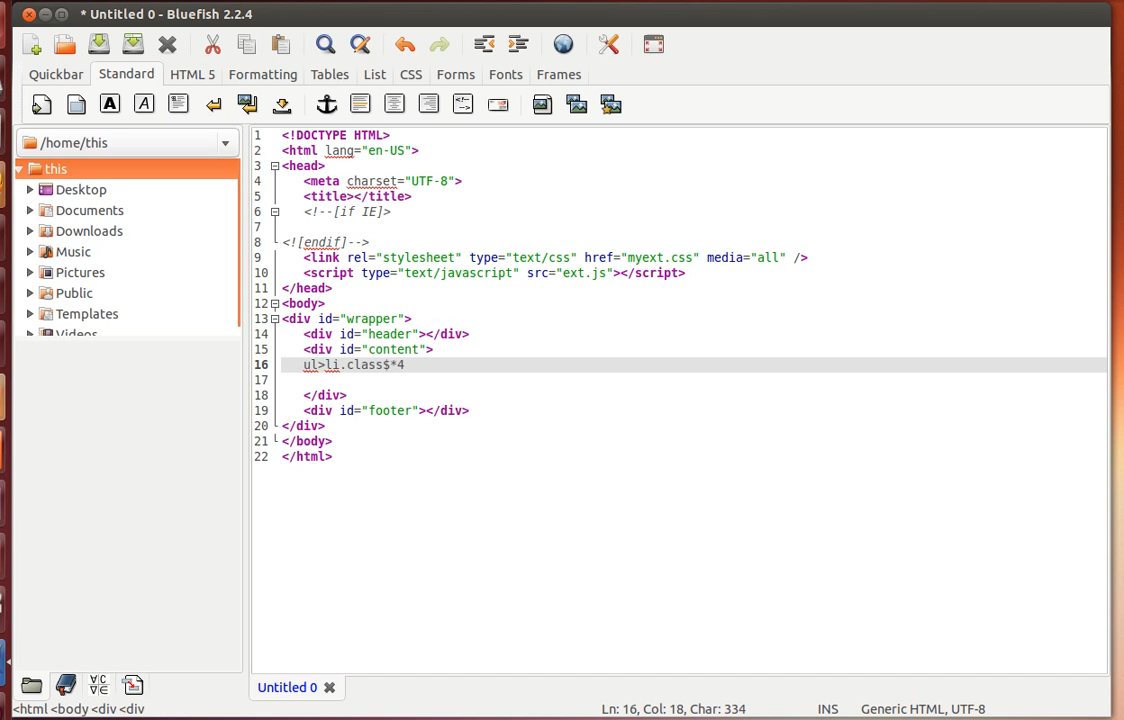 * Untitled 0 - Bluefish 2.2.4
Quickbar Standard HTML 5 Formatting Tables List CSS Forms Fonts Frames
/home/this
this
Desktop
Documents
Downloads
Music
Pictures
Public
Templates
Videos
1 <!DOCTYPE HTML>
2 <html lang="en-US">
3 <head>
4 <meta charset="UTF-8">
5 <title></title>
6 <!--[if IE]>
7
8 <![endif]-->
9 <link rel="stylesheet" type="text/css" href="myext.css" media="all" />
10 <script type="text/javascript" src="ext.js"></script>
11 </head>
12 <body>
13 <div id="wrapper">
14 <div id="header"></div>
15 <div id="content">
16 ul>li.class$*4
17
18 </div>
19 <div id="footer"></div>
20 </div>
21 </body>
22 </html>
Untitled 0
<html <body <div <div
Ln: 16, Col: 18, Char: 334 INS Generic HTML, UTF-8